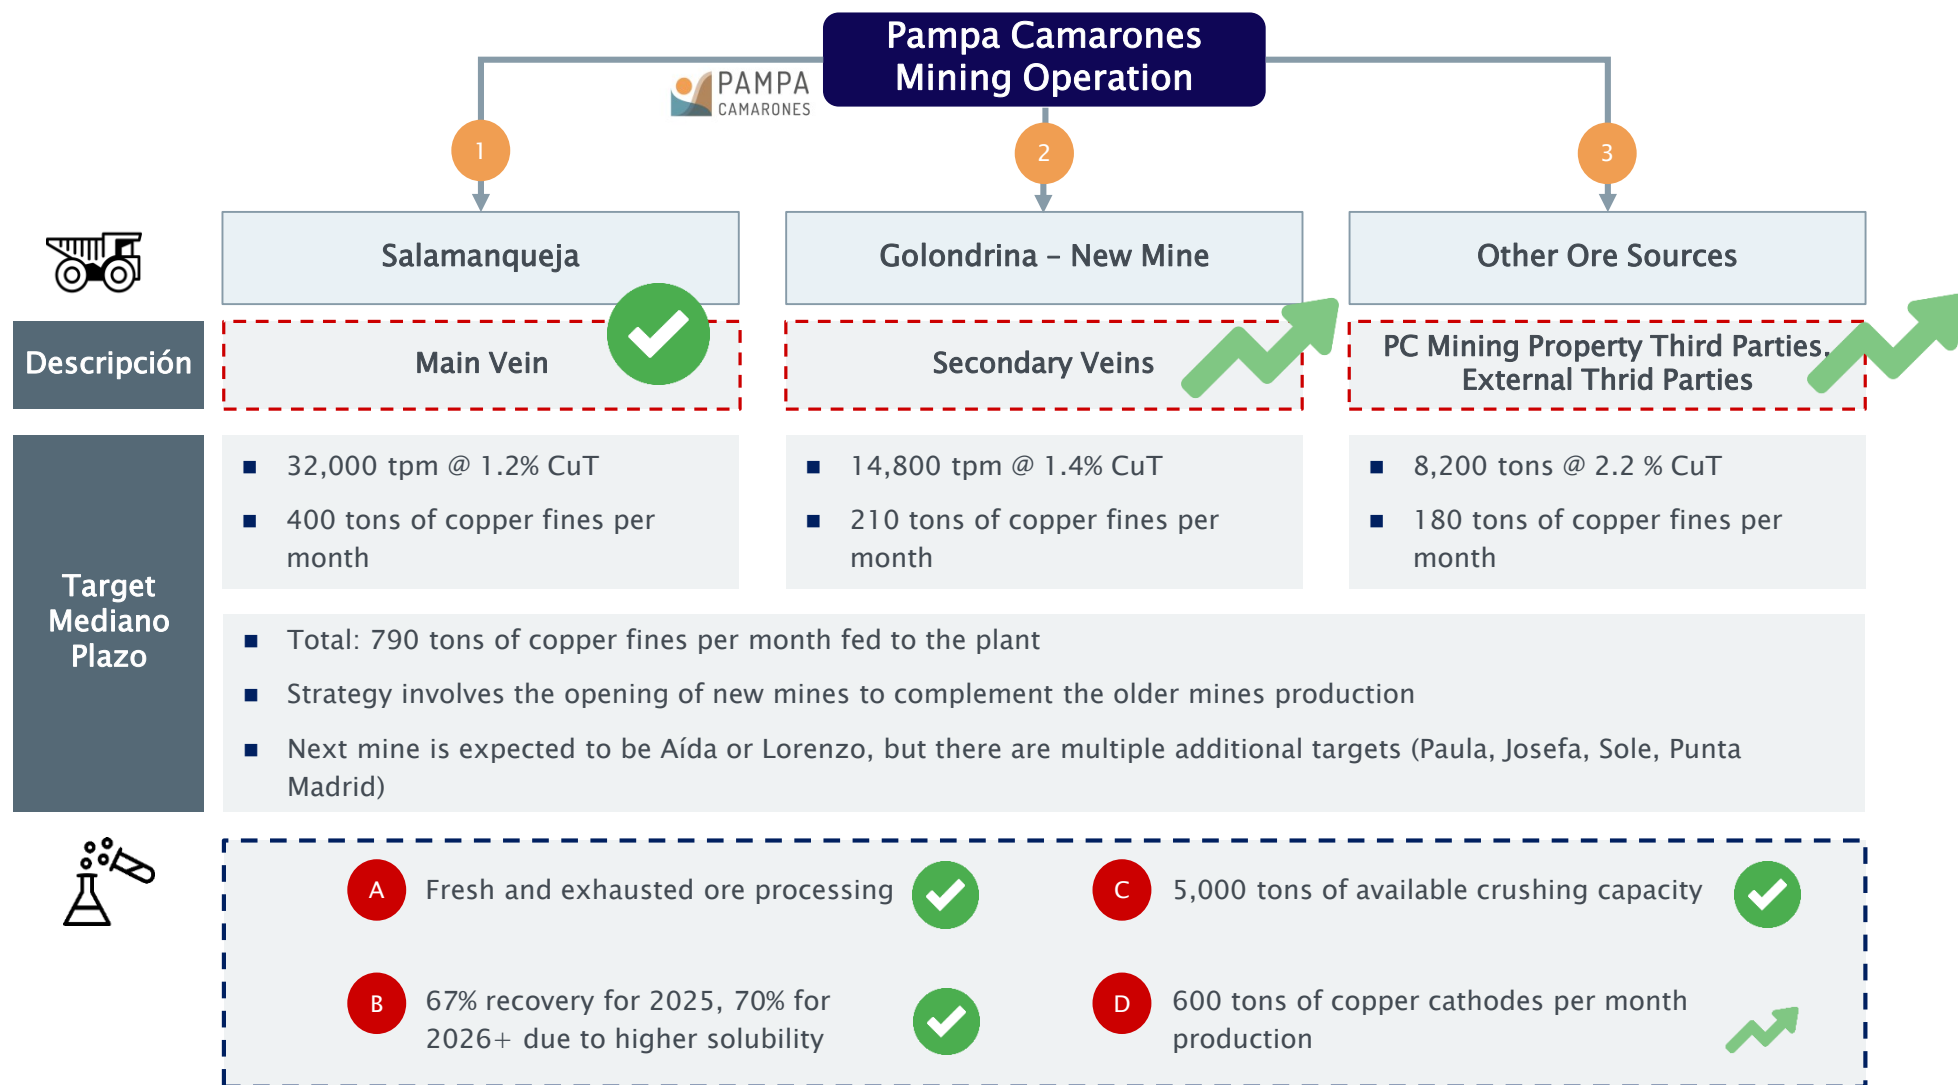 Pampa Camarones
Mining Operation
PAMPA
CAMARONES
1
2
3
Salamanqueja
Golondrina – New Mine
Other Ore Sources
Descripción
Main Vein
Secondary Veins
PC Mining Property Third Parties,
External Thrid Parties
Target
Mediano
Plazo
■ 32,000 tpm @ 1.2% CuT
■ 400 tons of copper fines per
month
■ 14,800 tpm @ 1.4% CuT
■ 210 tons of copper fines per
month
■ 8,200 tons @ 2.2 % CuT
■ 180 tons of copper fines per
month
■ Total: 790 tons of copper fines per month fed to the plant
■ Strategy involves the opening of new mines to complement the older mines production
■ Next mine is expected to be Aída or Lorenzo, but there are multiple additional targets (Paula, Josefa, Sole, Punta
Madrid)
A Fresh and exhausted ore processing
B 67% recovery for 2025, 70% for
2026+ due to higher solubility
C 5,000 tons of available crushing capacity
D 600 tons of copper cathodes per month
production